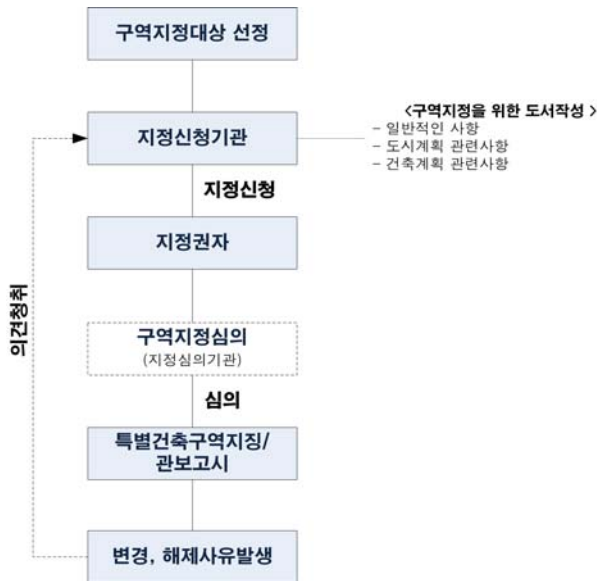 구역지정대상 선정
지정신청기관
<구역지정을 위한 도서작성 >
- 일반적인 사항
- 도시계획 관련사항
- 건축계획 관련사항
지정신청
지정권자
의견청취
구역지정심의
(지정심의기관)
심의
특별건축구역지징/
관보고시
변경, 해제사유발생